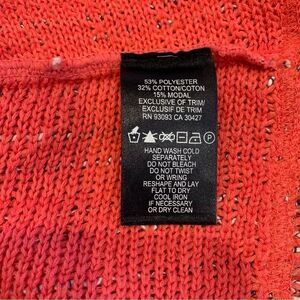 53% POLYESTER
32% COTTON/COTON
15% MODAL
EXCLUSIVE OF TRIM/
EXCLUSIF DE TRIM
RN 93093 CA 30427
P
HAND WASH COLD
SEPARATELY
DO NOT BLEACH
DO NOT TWIST
OR WRING
RESHAPE AND LAY
FLAT TO DRY
COOL IRON
IF NECESSARY
OR DRY CLEAN